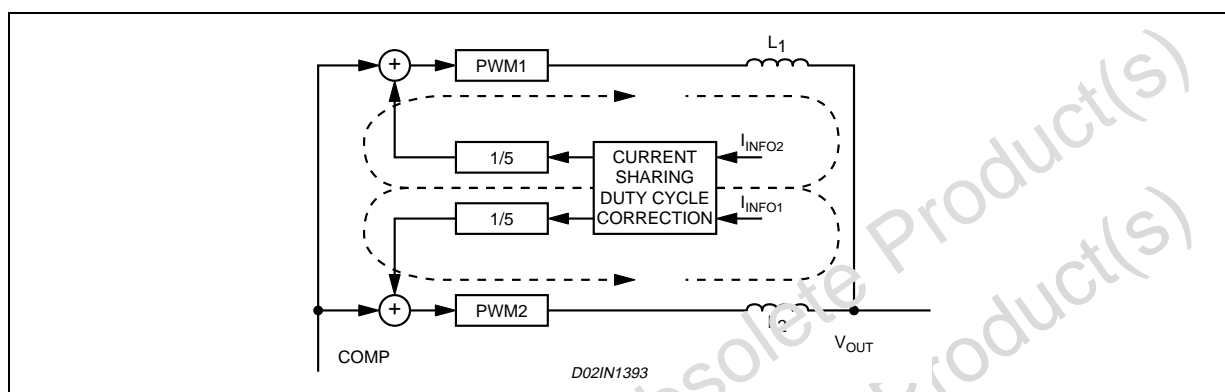 L1
+
PWM1
IINFO2
1/5
CURRENT
SHARING
DUTY CYCLE
CORRECTION
IINFO1
1/5
+
PWM2
VOUT
COMP
D02IN1393
Obsolete Product(s)
Product(s)